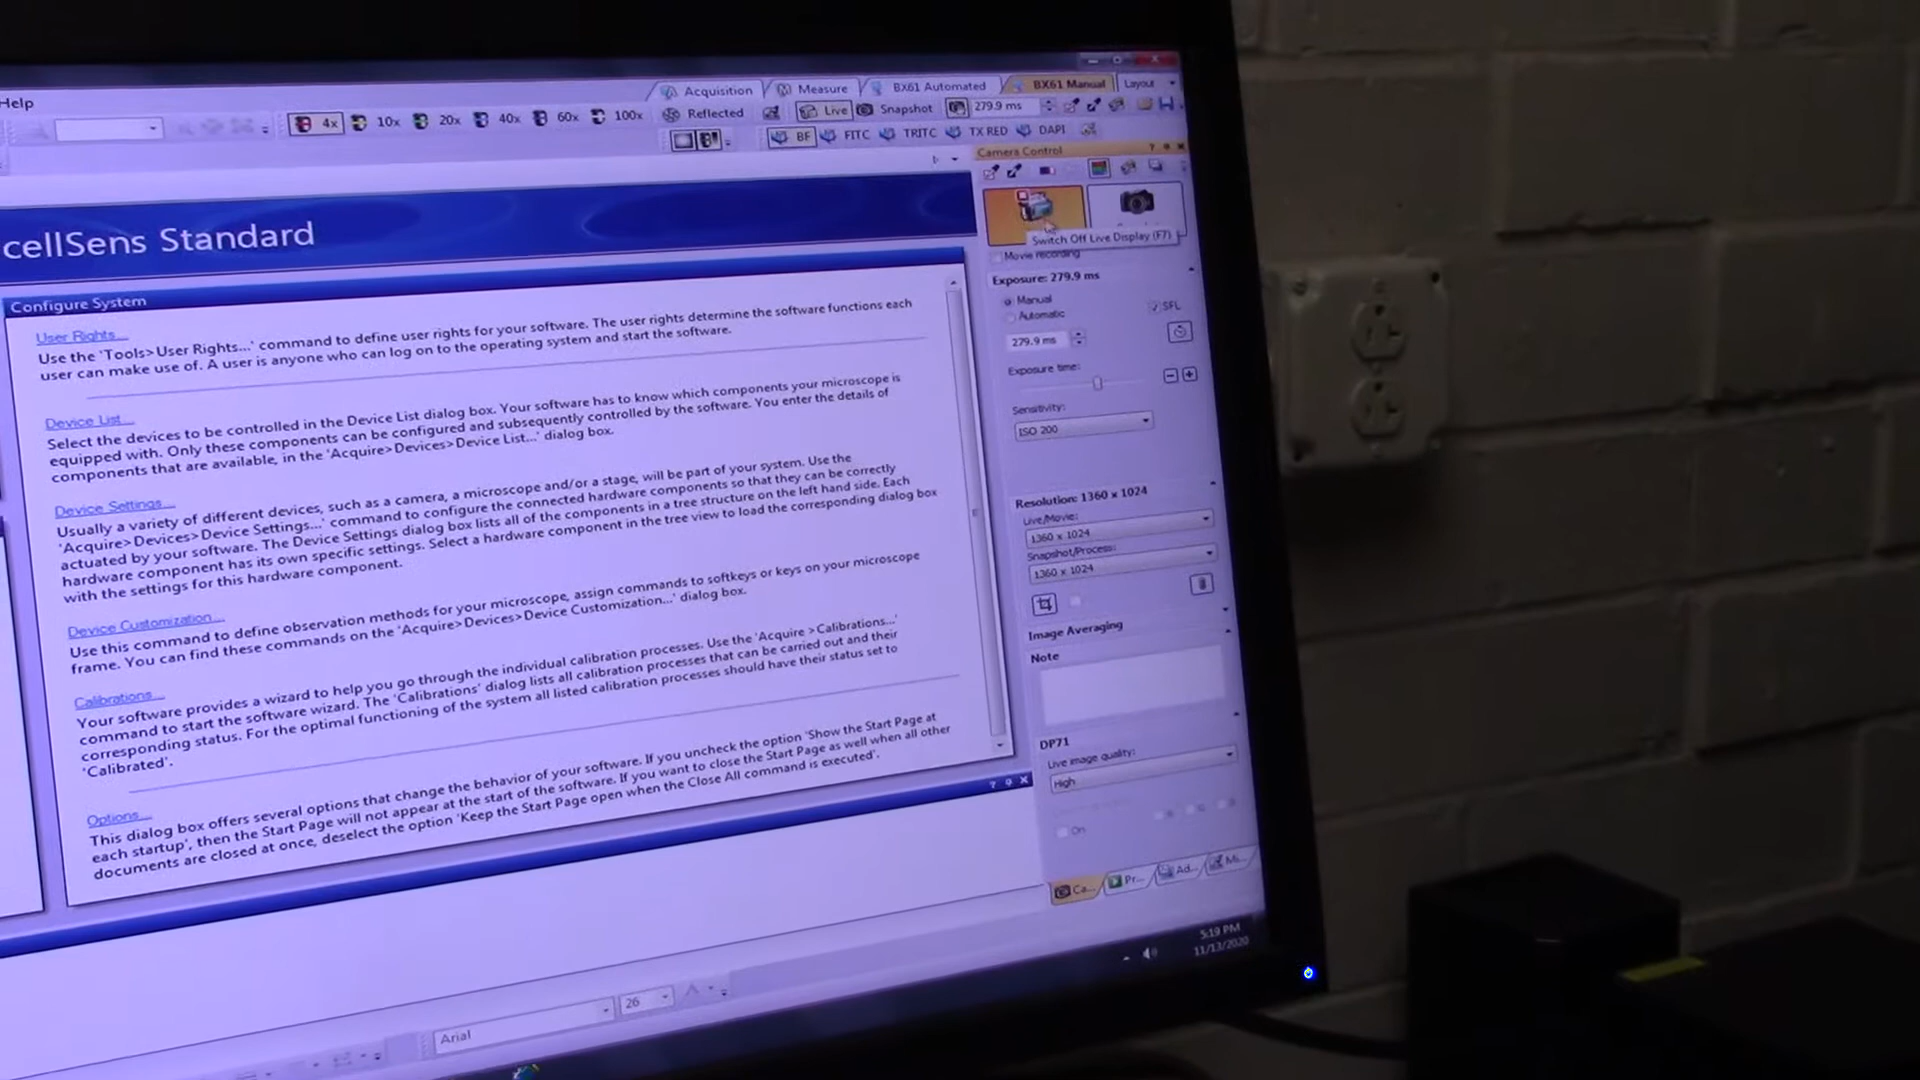 Help
Acquisition
Measure
BX61 Automated
BX61 Manual
Layout
4x 10x 20x 40x 60x 100x
Reflected
Live
Snapshot
279.9 ms
BF FITC TRITC TX RED DAPI
Camera Control
cellSens Standard
Switch Off Live Display (F7)
Movie recording
Configure System
User Rights...
Use the 'Tools>User Rights...' command to define user rights for your software. The user rights determine the software functions each
user can make use of. A user is anyone who can log on to the operating system and start the software.
Device List...
Select the devices to be controlled in the Device List dialog box. Your software has to know which components your microscope is
equipped with. Only these components can be configured and subsequently controlled by the software. You enter the details of
components that are available, in the 'Acquire>Devices>Device List...' dialog box.
Device Settings...
Usually a variety of different devices, such as a camera, a microscope and/or a stage, will be part of your system. Use the
'Acquire>Devices>Device Settings...' command to configure the connected hardware components so that they can be correctly
actuated by your software. The Device Settings dialog box lists all of the components in a tree structure on the left hand side. Each
hardware component has its own specific settings. Select a hardware component in the tree view to load the corresponding dialog box
with the settings for this hardware component.
Device Customization...
Use this command to define observation methods for your microscope, assign commands to softkeys or keys on your microscope
frame. You can find these commands on the 'Acquire>Devices>Device Customization...' dialog box.
Calibrations...
Your software provides a wizard to help you go through the individual calibration processes. Use the 'Acquire >Calibrations...'
command to start the software wizard. The 'Calibrations' dialog lists all calibration processes that can be carried out and their
corresponding status. For the optimal functioning of the system all listed calibration processes should have their status set to
'Calibrated'.
Options...
This dialog box offers several options that change the behavior of your software. If you uncheck the option 'Show the Start Page at
each startup', then the Start Page will not appear at the start of the software. If you want to close the Start Page as well when all other
documents are closed at once, deselect the option 'Keep the Start Page open when the Close All command is executed'.
Exposure: 279.9 ms
Manual
SFL
Automatic
279.9 ms
Exposure time:
Sensitivity:
ISO 200
Resolution: 1360 x 1024
Live/Movie:
1360 x 1024
Snapshot/Process:
1360 x 1024
Image Averaging
Note
DP71
Live image quality:
High
On
Ca... Pr... Ad... Mi...
Arial
26
5:19 PM
11/13/2020